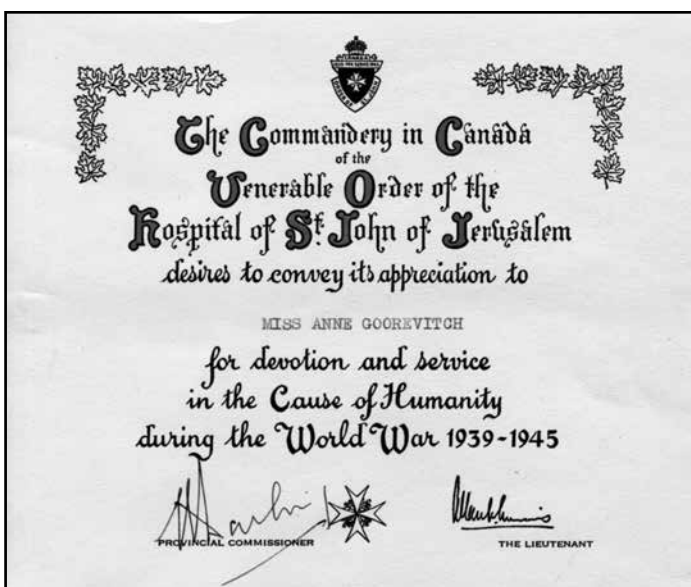 The Commandery in Canada
of the
Venerable Order of the
Hospital of St. John of Jerusalem
desires to convey its appreciation to
MISS ANNE GOOREVITCH
for devotion and service
in the Cause of Humanity
during the World War 1939-1945
PROVINCIAL COMMISSIONER
THE LIEUTENANT